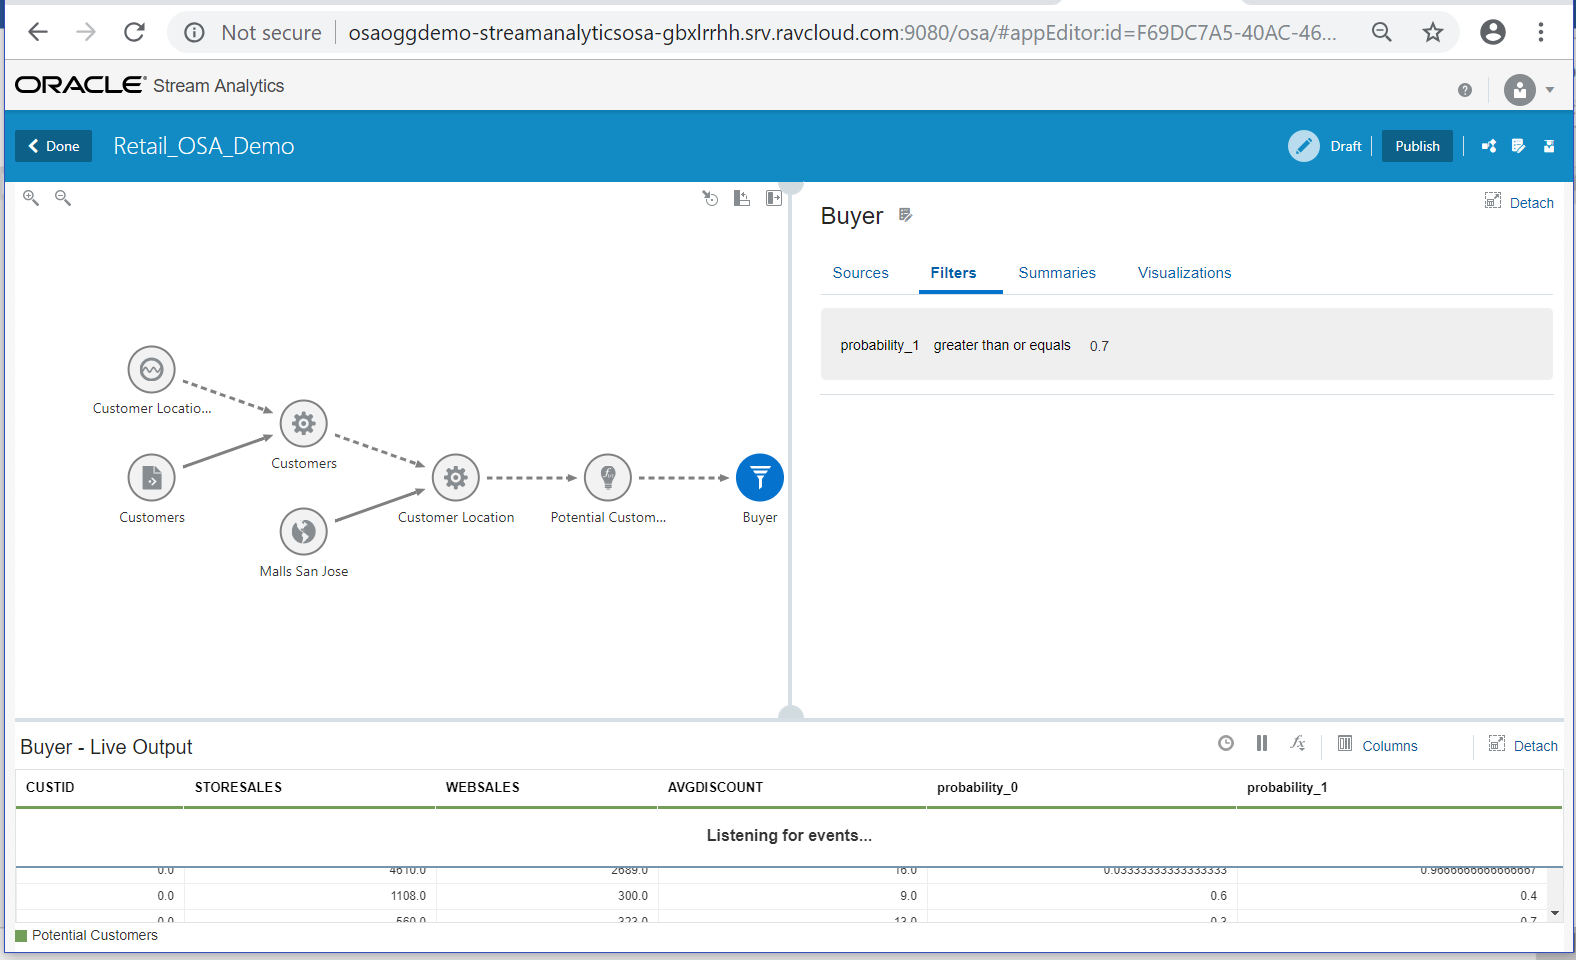 Not secure osaoggdemo-streamanalyticsosa-gbxlrrhh.srv.ravcloud.com:9080/osa/#appEditor:id=F69DC7A5-40AC-46...
ORACLE Stream Analytics
Done Retail_OSA_Demo Draft Publish
Buyer Detach
Sources Filters Summaries Visualizations
probability_1 greater than or equals 0.7
Customer Locatio...
Customers
Customers
Customer Location
Potential Custom...
Buyer
Malls San Jose
Buyer - Live Output Columns Detach
CUSTID STORESALES WEBSALES AVGDISCOUNT probability_0 probability_1
Listening for events...
0.0 4610.0 2689.0 16.0 0.03333333333333333 0.9666666666666667
0.0 1108.0 300.0 9.0 0.6 0.4
0.0 560.0 323.0 13.0 0.3 0.7
Potential Customers